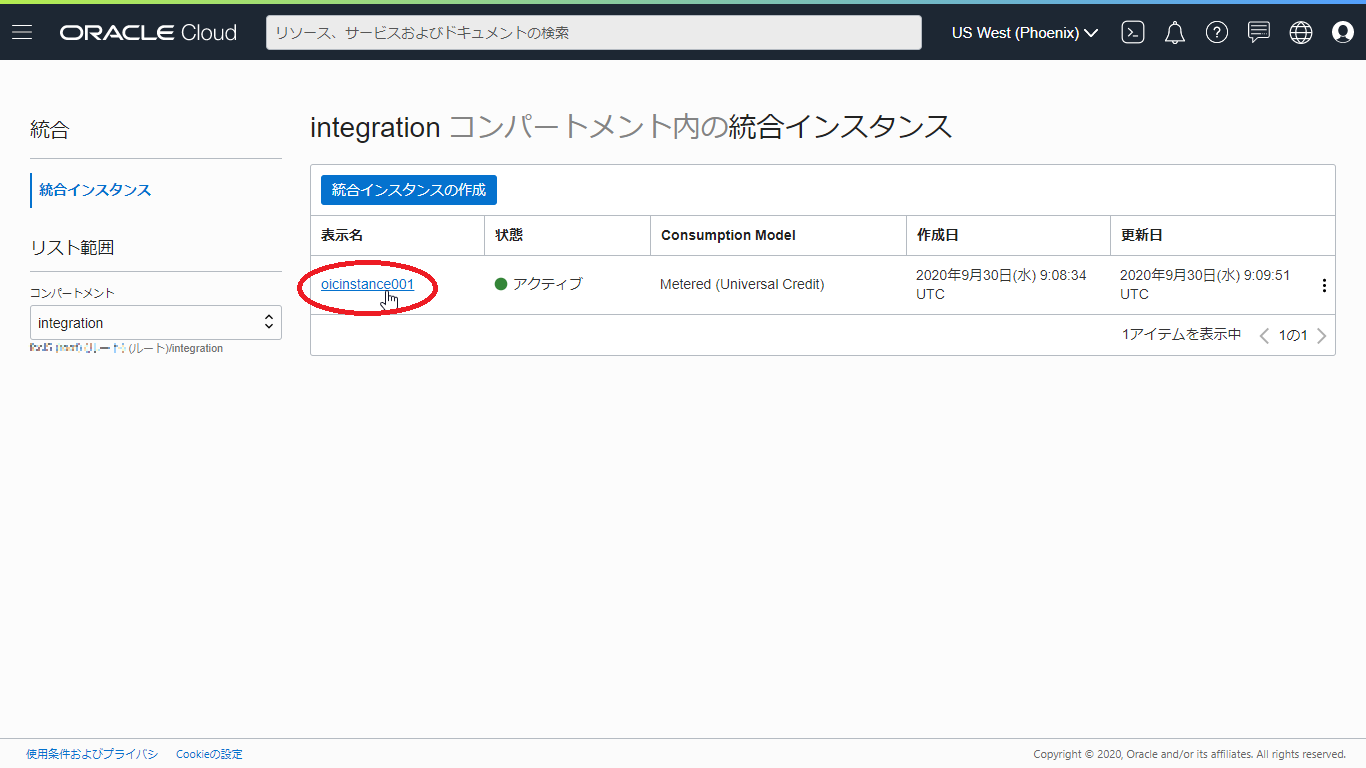 ORACLE Cloud
リソース、サービスおよびドキュメントの検索
US West (Phoenix)
統合
統合インスタンス
リスト範囲
コンパートメント
integration
(ルート)/integration
integration コンパートメント内の統合インスタンス
統合インスタンスの作成
表示名 状態 Consumption Model 作成日 更新日
oicinstance001 アクティブ Metered (Universal Credit) 2020年9月30日(水) 9:08:34 UTC 2020年9月30日(水) 9:09:51 UTC
1アイテムを表示中 1の1
使用条件およびプライバシ Cookieの設定
Copyright © 2020, Oracle and/or its affiliates. All rights reserved.